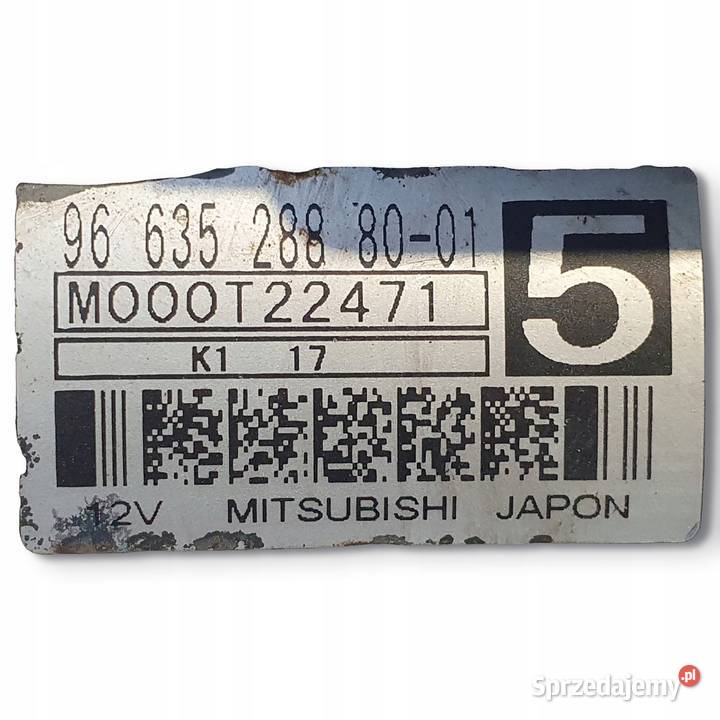 96 635 288 80-01
5
M000T22471
K1 17
12V MITSUBISHI JAPON
Sprzedajemy.pl